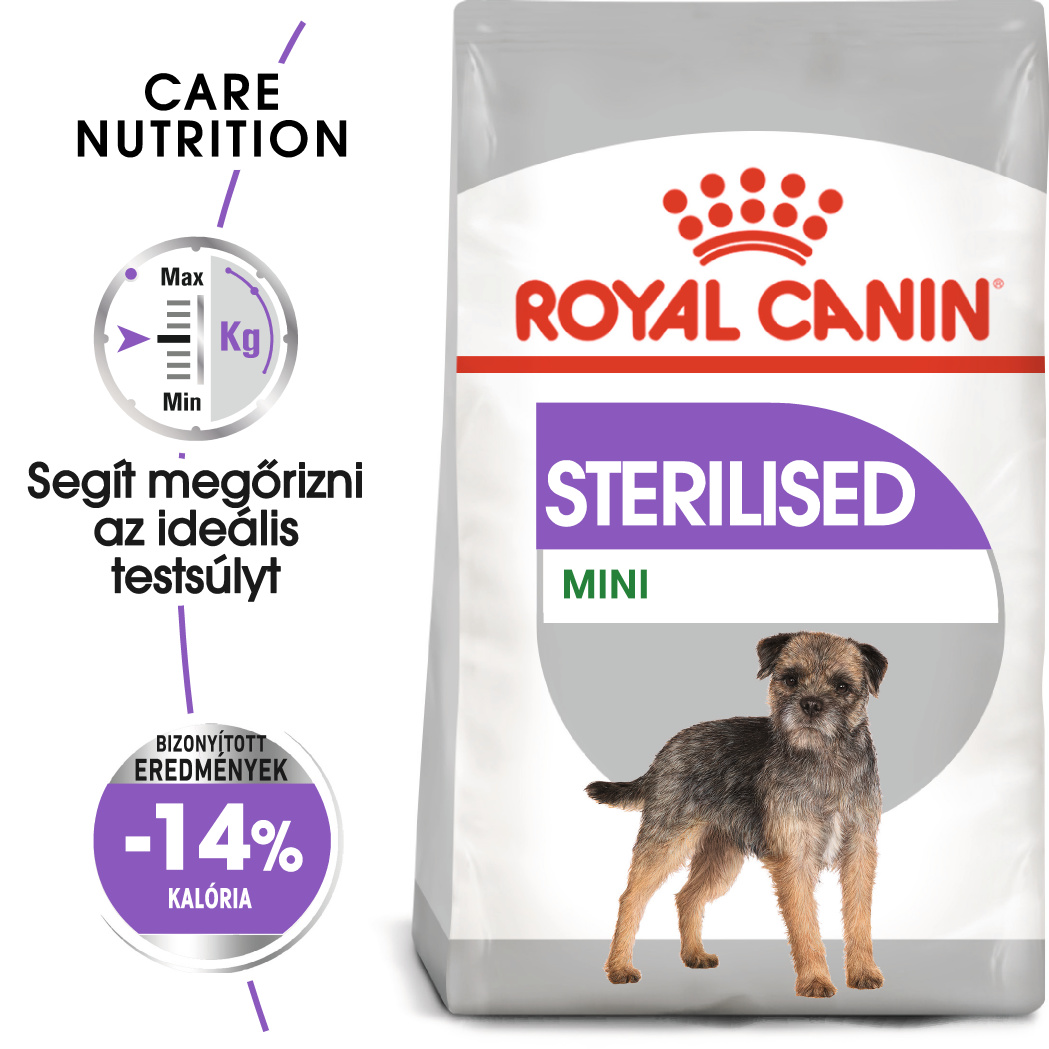 CARE
NUTRITION
Max
Kg
Min
Segít megőrizni
az ideális
testsúlyt
BIZONYÍTOTT
EREDMÉNYEK
-14%
KALÓRIA
ROYAL CANIN®
STERILISED
MINI